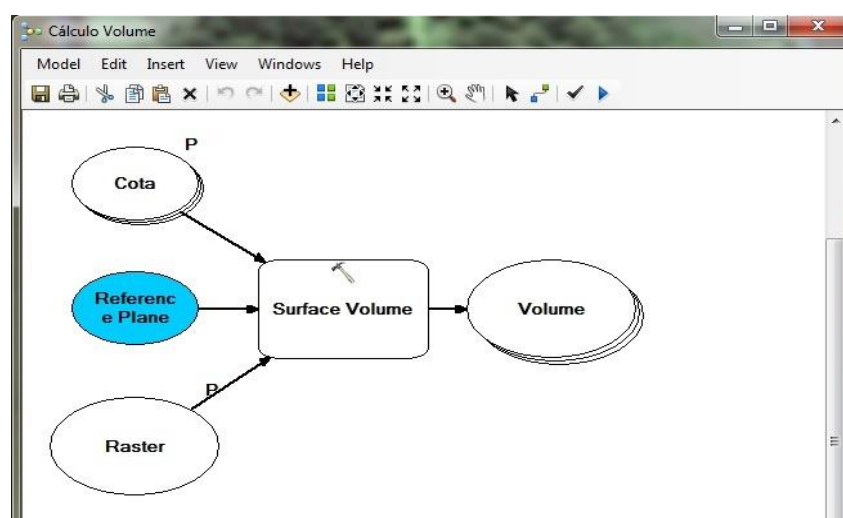 Cálculo Volume
Model Edit Insert View Windows Help
P
Cota
Referenc
e Plane
Surface Volume
Volume
P
Raster